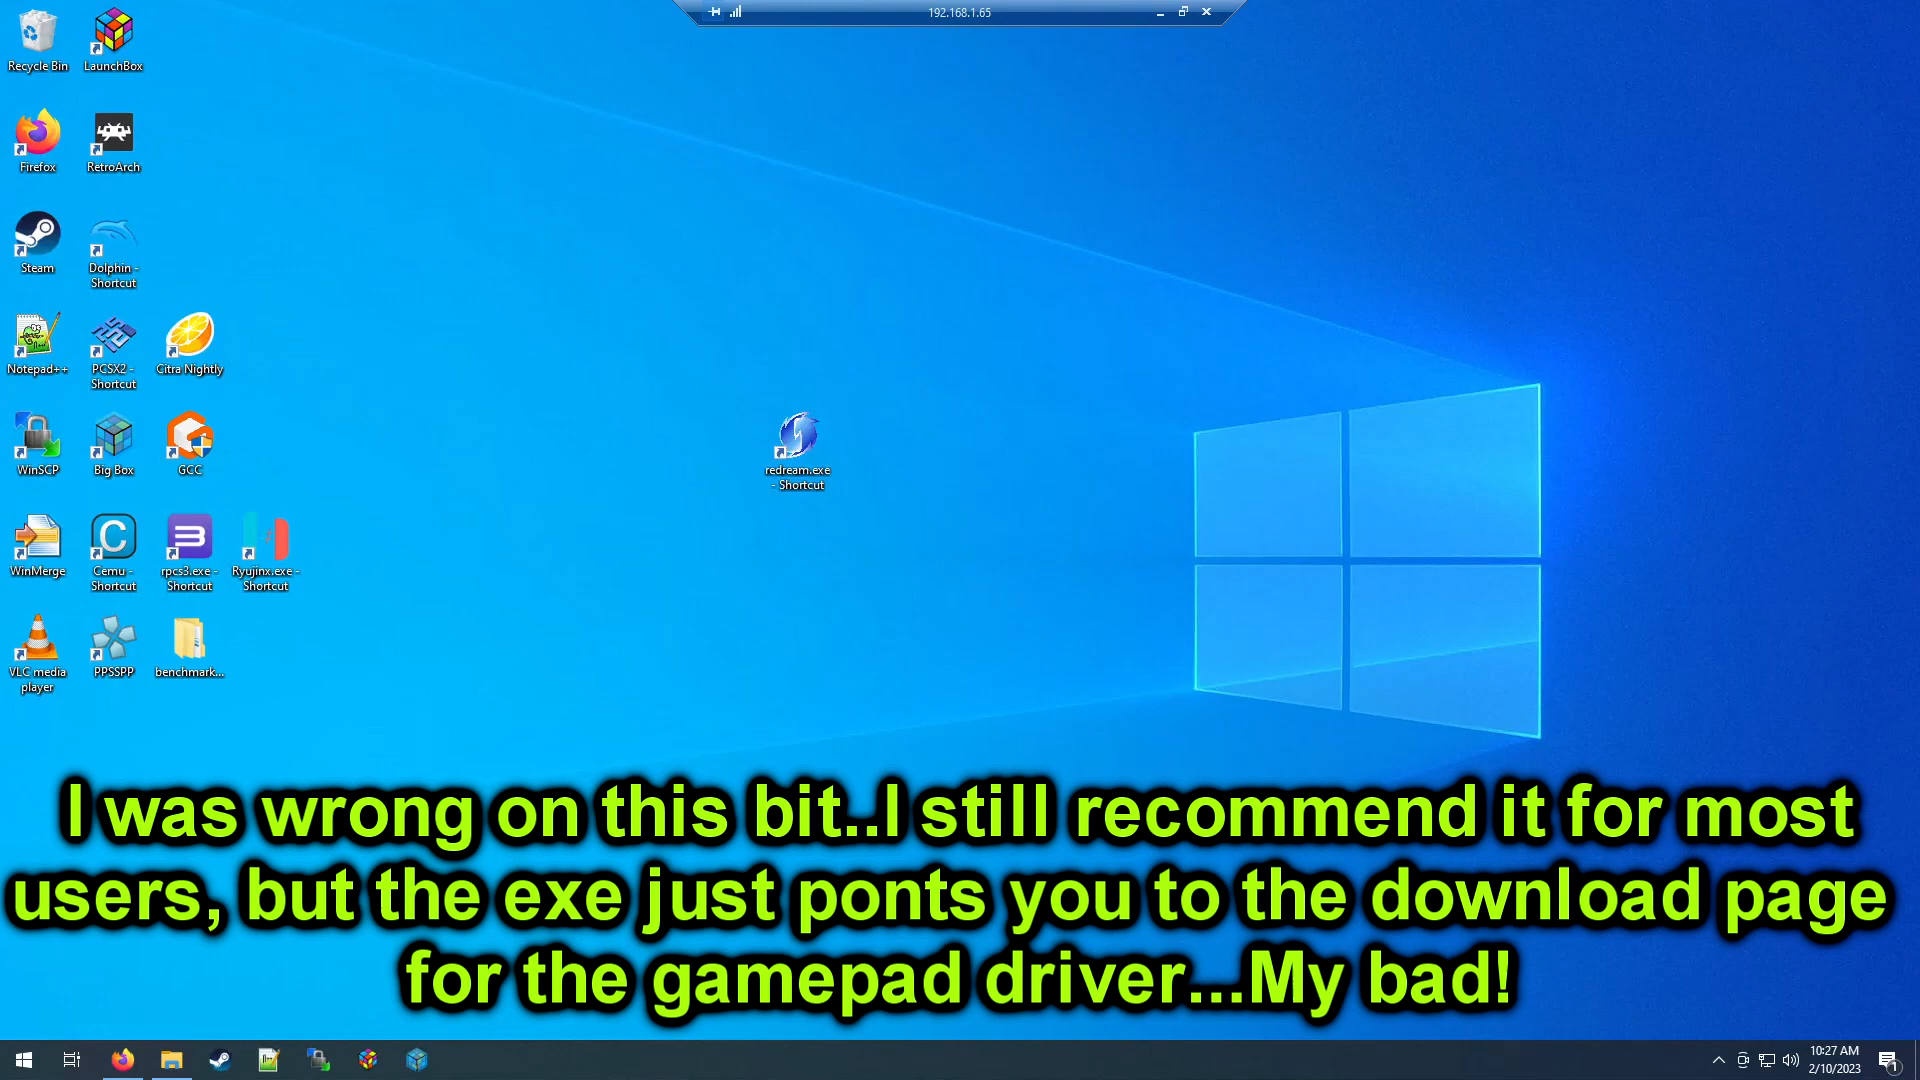 192.168.1.65
Recycle Bin
LaunchBox
Firefox
RetroArch
Steam
Dolphin -
Shortcut
Notepad++
PCSX2 -
Shortcut
Citra Nightly
WinSCP
Big Box
GCC
redream.exe
- Shortcut
WinMerge
Cemu -
Shortcut
rpcs3.exe -
Shortcut
Ryujinx.exe -
Shortcut
VLC media
player
PPSSPP
benchmark...
I was wrong on this bit..I still recommend it for most
users, but the exe just ponts you to the download page
for the gamepad driver...My bad!
10:27 AM
2/10/2023
1